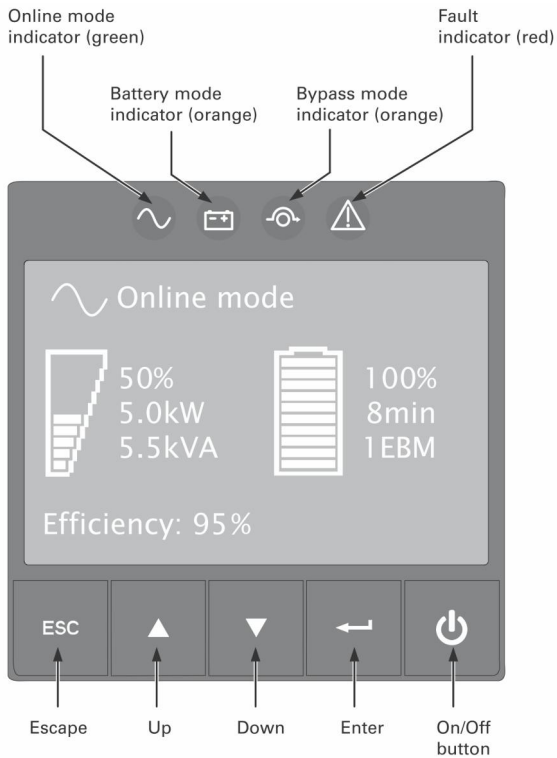 Online mode
indicator (green)
Fault
indicator (red)
Battery mode
indicator (orange)
Bypass mode
indicator (orange)
Online mode
50%
5.0kW
5.5kVA
100%
8min
1EBM
Efficiency: 95%
ESC
Escape
Up
Down
Enter
On/Off
button